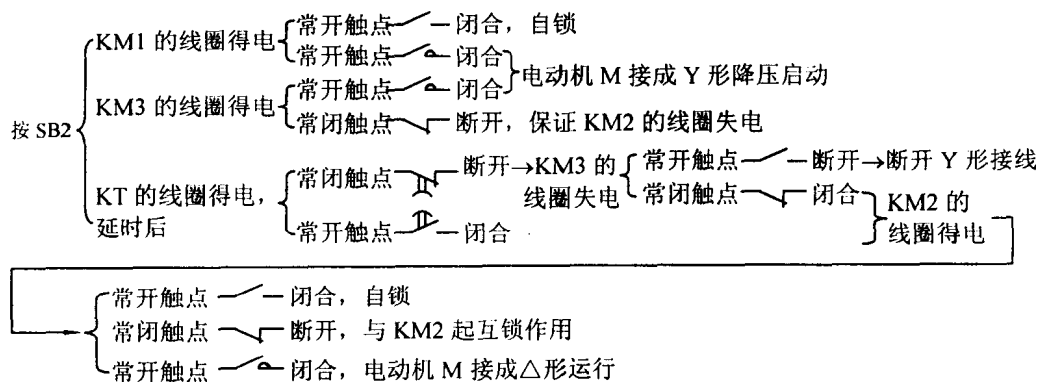 常开触点 闭合，自锁
KM1 的线圈得电
常开触点 闭合
电动机 M 接成 Y 形降压启动
KM3 的线圈得电
常开触点 闭合
常闭触点 断开，保证 KM2 的线圈失电
按 SB2
KT 的线圈得电，
延时后
常闭触点 断开→KM3 的
线圈失电
常开触点 断开→断开 Y 形接线
常闭触点 闭合
常开触点 闭合
KM2 的
线圈得电
常开触点 闭合，自锁
常闭触点 断开，与 KM2 起互锁作用
常开触点 闭合，电动机 M 接成△形运行